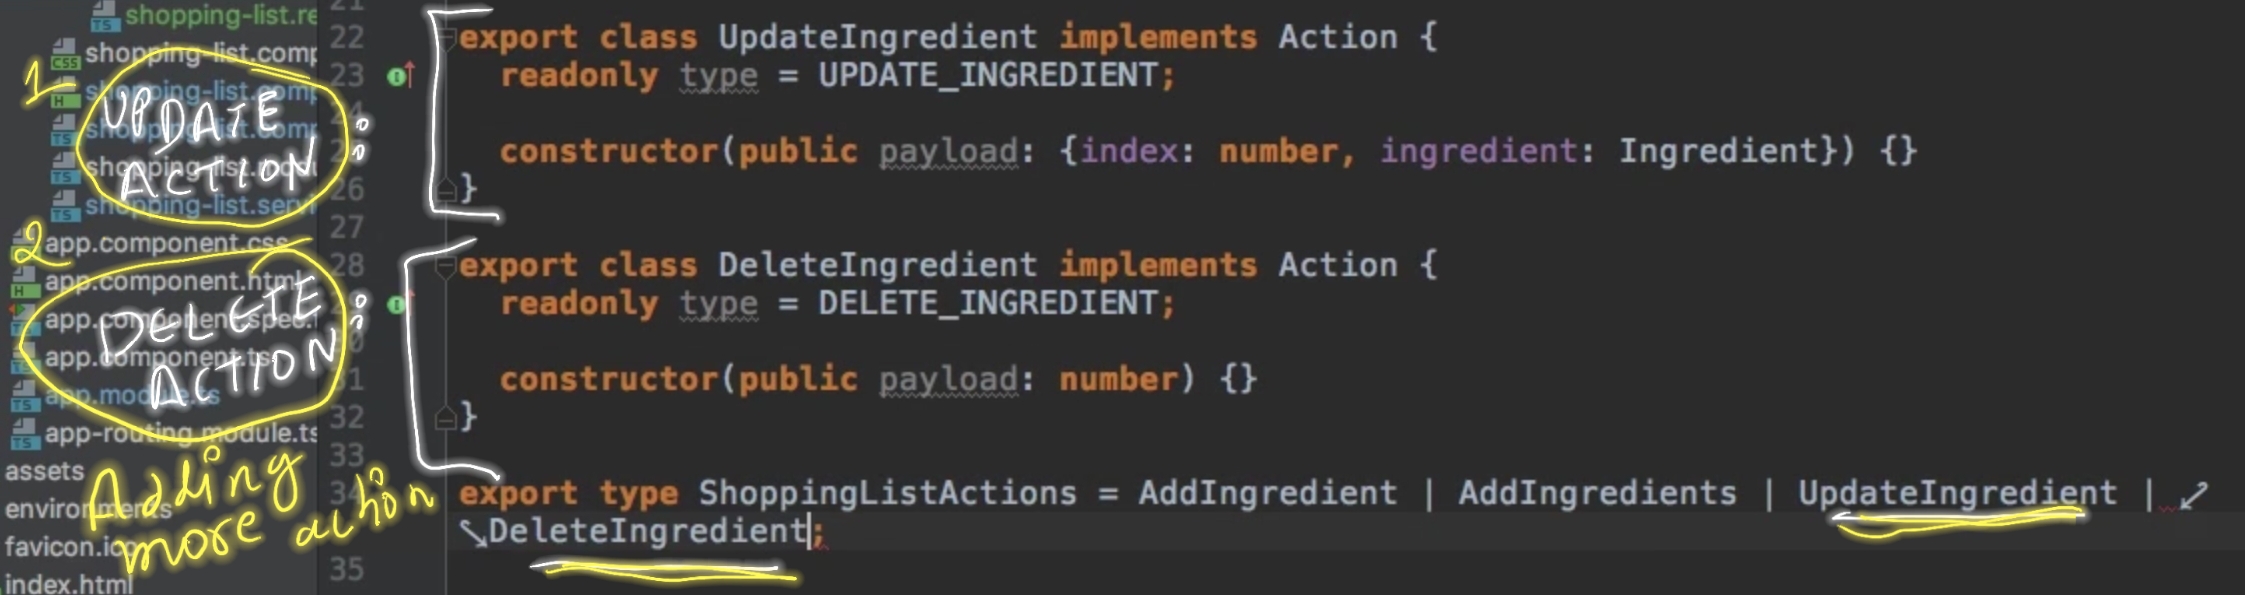 shopping-list.re
shopping-list.comp
shopping-list.comp
shopping-list.comp
shopping-list.modu
shopping-list.servi
app.component.css
app.component.html
app.component.spec.
app.component.ts
app.module.ts
app-routing.module.ts
assets
environments
favicon.ico
index.html
1
UPDATE
ACTION :
2
DELETE :
ACTION
Adding
more action
21
22 export class UpdateIngredient implements Action {
23 readonly type = UPDATE_INGREDIENT;
24
25 constructor(public payload: {index: number, ingredient: Ingredient}) {}
26 }
27
28 export class DeleteIngredient implements Action {
29 readonly type = DELETE_INGREDIENT;
30
31 constructor(public payload: number) {}
32 }
33
34 export type ShoppingListActions = AddIngredient | AddIngredients | UpdateIngredient |
DeleteIngredient;
35